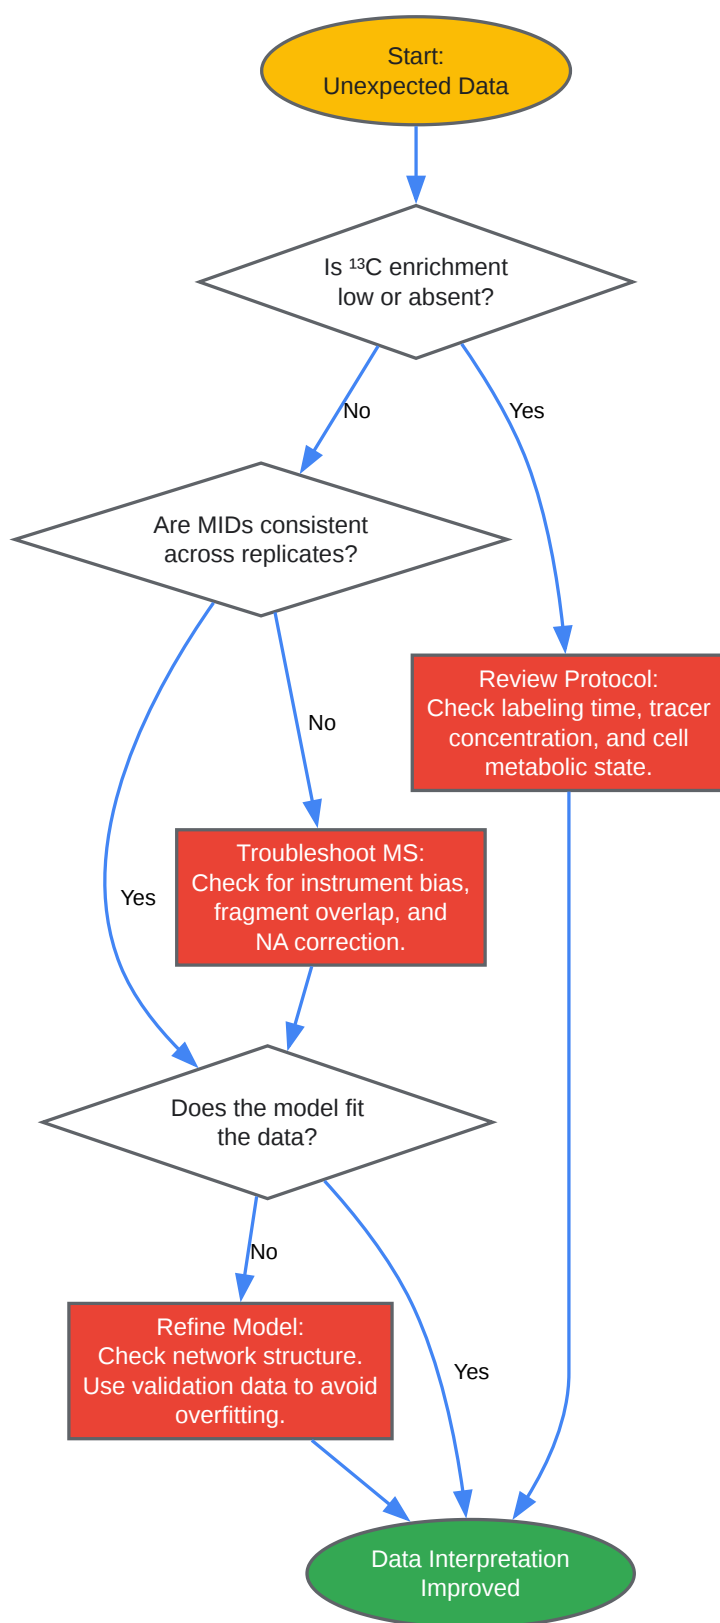 Start:
Unexpected Data
Is ¹³C enrichment
low or absent?
No
Yes
Are MIDs consistent
across replicates?
Review Protocol:
Check labeling time, tracer
concentration, and cell
metabolic state.
No
Troubleshoot MS:
Check for instrument bias,
fragment overlap, and
NA correction.
Yes
Does the model fit
the data?
No
Refine Model:
Check network structure.
Use validation data to avoid
overfitting.
Yes
Data Interpretation
Improved